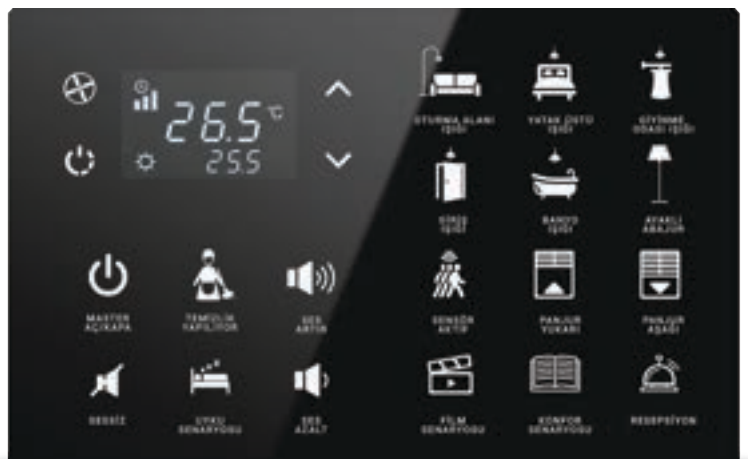 26.5 °C
25.5
OTURMA ALANI
IŞIĞI
YATAK ÜSTÜ
IŞIĞI
GİYİNME
ODASI IŞIĞI
GİRİŞ
IŞIĞI
BANYO
IŞIĞI
AYAKLI
ABAJUR
MASTER
AÇ/KAPA
TEMİZLİK
YAPILIYOR
SES
ARTIR
SENSÖR
AKTİF
PANJUR
YUKARI
PANJUR
AŞAĞI
SESSİZ
UYKU
SENARYOSU
SES
AZALT
FİLM
SENARYOSU
KONFOR
SENARYOSU
RESEPSİYON